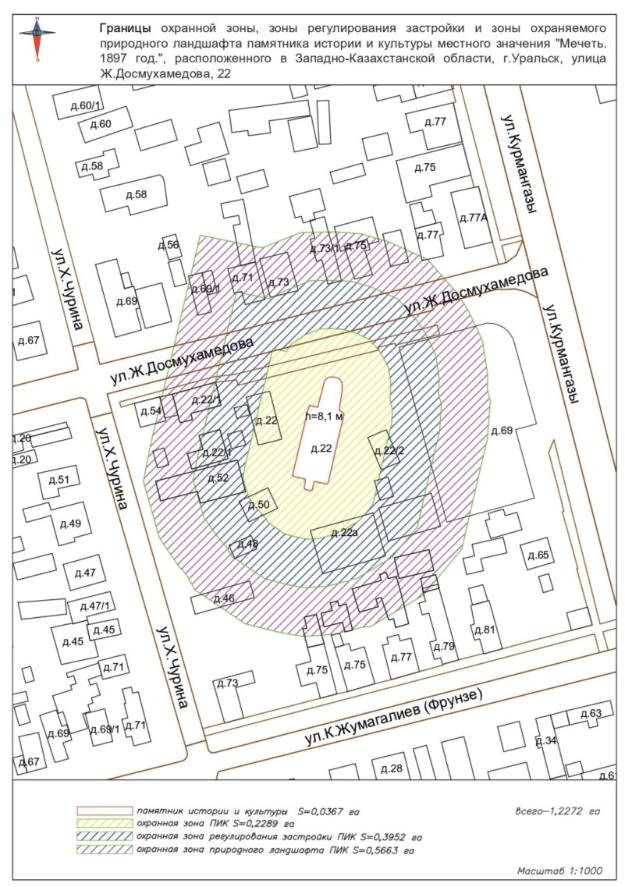 Границы охранной зоны, зоны регулирования застройки и зоны охраняемого
природного ландшафта памятника истории и культуры местного значения "Мечеть.
1897 год.", расположенного в Западно-Казахстанской области, г.Уральск, улица
Ж.Досмухамедова, 22
д.60/1
д.60
д.77
д.58
д.75
ул.Курмангазы
д.58
д.77А
д.56
д.77
д.73/1
д.75
ул.Х.Чурина
д.69/1
д.71
д.73
д.69
ул.Ж.Досмухамедова
д.67
ул.Курмангазы
ул.Ж.Досмухамедова
д.54
д.22/1
h=8,1 м
д.22
д.69
д.20
д.22
д.22/1
д.22/2
д.20
ул.Х.Чурина
д.51
д.52
д.50
д.49
д.22а
д.48
д.65
д.47
д.46
д.47/1
д.45
д.45
д.81
д.79
д.77
д.75
д.75
д.71
ул.Х.Чурина
д.73
д.63
ул.К.Жумагалиев (Фрунзе)
д.69
д.69/1
д.71
д.34
д.67
д.28
памятник истории и культуры S=0,0367 га
всего-1,2272 га
охранная зона ПИК S=0,2289 га
охранная зона регулирования застройки ПИК S=0,3952 га
охранная зона природного ландшафта ПИК S=0,5663 га
Масштаб 1:1000